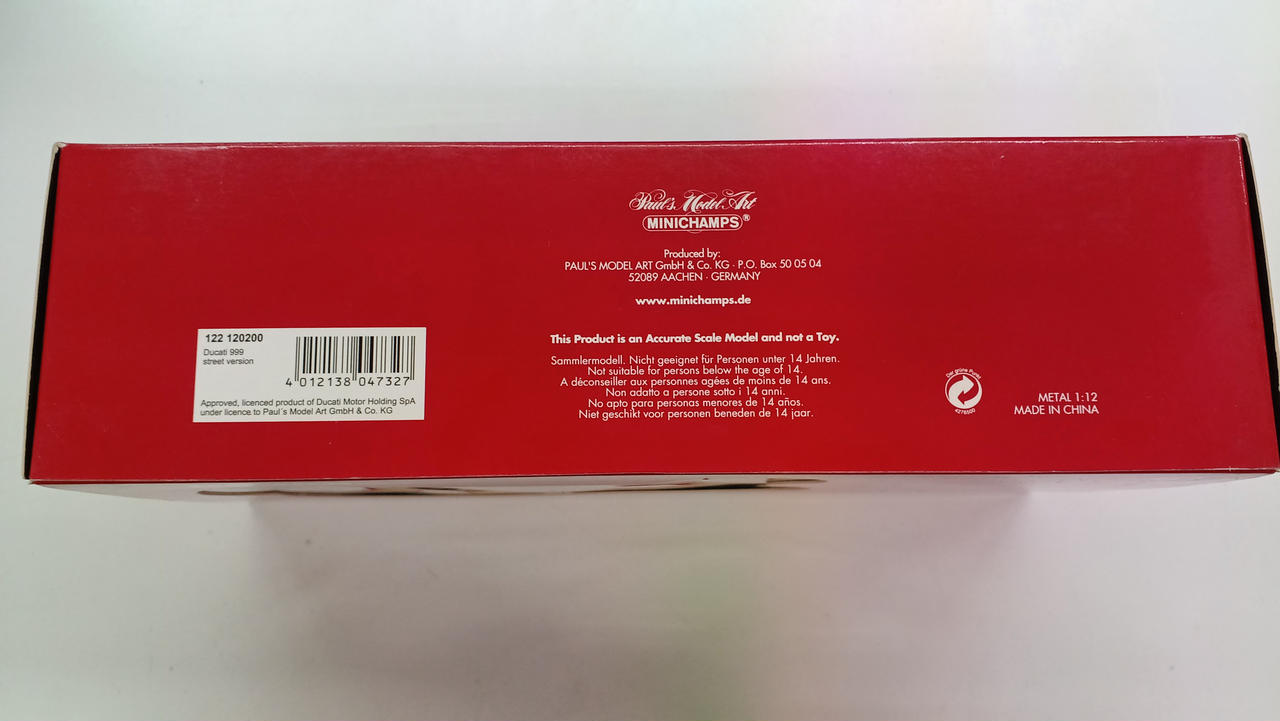 Paul's Model Art
MINICHAMPS®
Produced by:
PAUL'S MODEL ART GmbH & Co. KG · P.O. Box 50 05 04
52089 AACHEN · GERMANY
www.minichamps.de
This Product is an Accurate Scale Model and not a Toy.
Sammlermodell. Nicht geeignet für Personen unter 14 Jahren.
Not suitable for persons below the age of 14.
A déconseiller aux personnes agées de moins de 14 ans.
Non adatto a persone sotto i 14 anni.
No apto para personas menores de 14 años.
Niet geschikt voor personen beneden de 14 jaar.
122 120200
Ducati 999
street version
4 012138 047327
Approved, licenced product of Ducati Motor Holding SpA
under licence to Paul´s Model Art GmbH & Co. KG
Der grüne Punkt
4276500
METAL 1:12
MADE IN CHINA